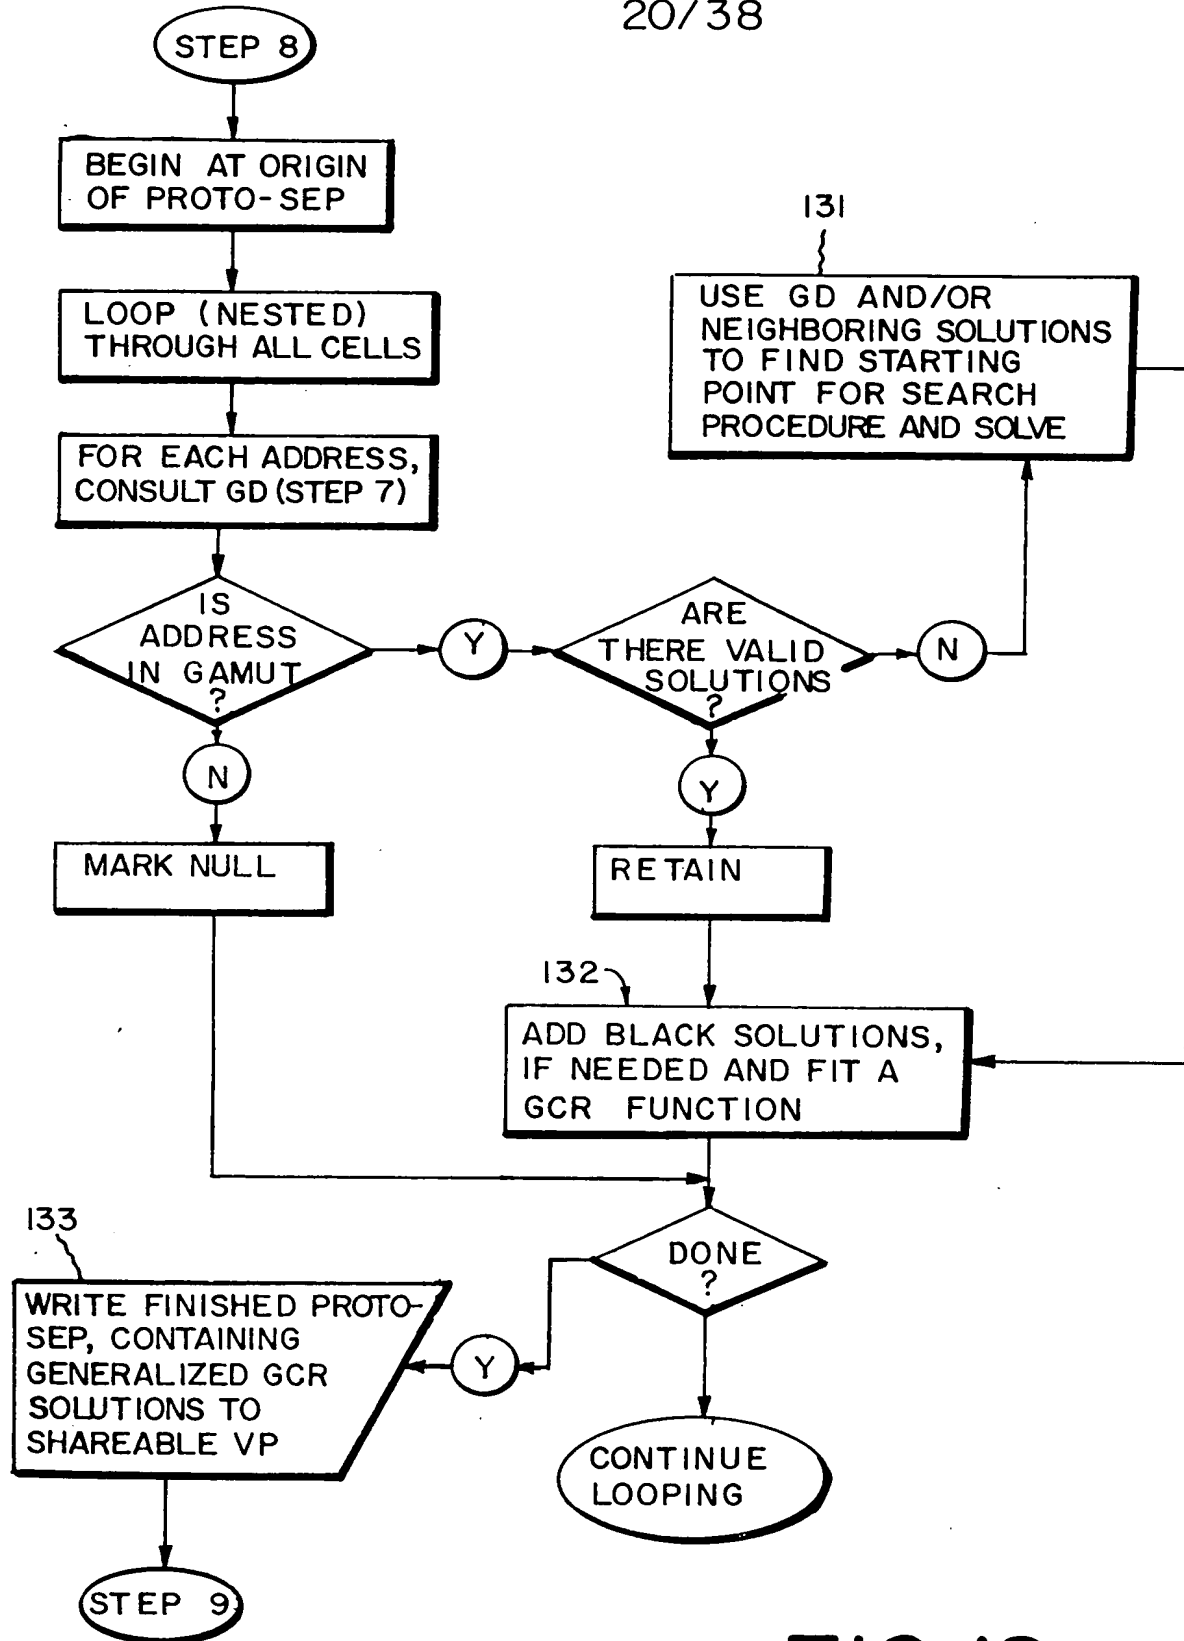 20/38
STEP 8
BEGIN AT ORIGIN
OF PROTO-SEP
LOOP (NESTED)
THROUGH ALL CELLS
FOR EACH ADDRESS,
CONSULT GD (STEP 7)
IS
ADDRESS
IN GAMUT
?
Y
ARE
THERE VALID
SOLUTIONS
?
N
131
USE GD AND/OR
NEIGHBORING SOLUTIONS
TO FIND STARTING
POINT FOR SEARCH
PROCEDURE AND SOLVE
N
MARK NULL
Y
RETAIN
132
ADD BLACK SOLUTIONS,
IF NEEDED AND FIT A
GCR FUNCTION
DONE
?
Y
133
WRITE FINISHED PROTO-
SEP, CONTAINING
GENERALIZED GCR
SOLUTIONS TO
SHAREABLE VP
CONTINUE
LOOPING
STEP 9